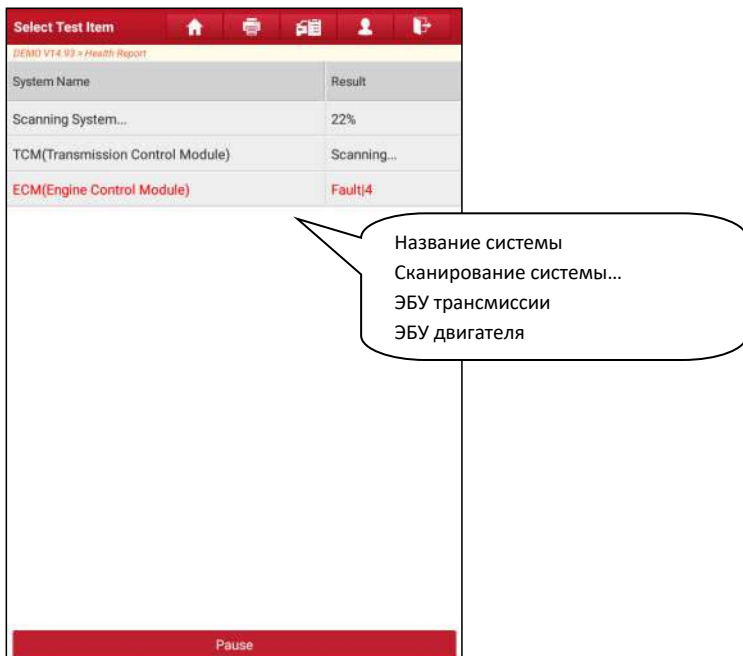 Select Test Item
DEMO V14.93 > Health Report
System Name Result
Scanning System... 22%
TCM(Transmission Control Module) Scanning...
ECM(Engine Control Module) Fault|4
Название системы
Сканирование системы...
ЭБУ трансмиссии
ЭБУ двигателя
Pause